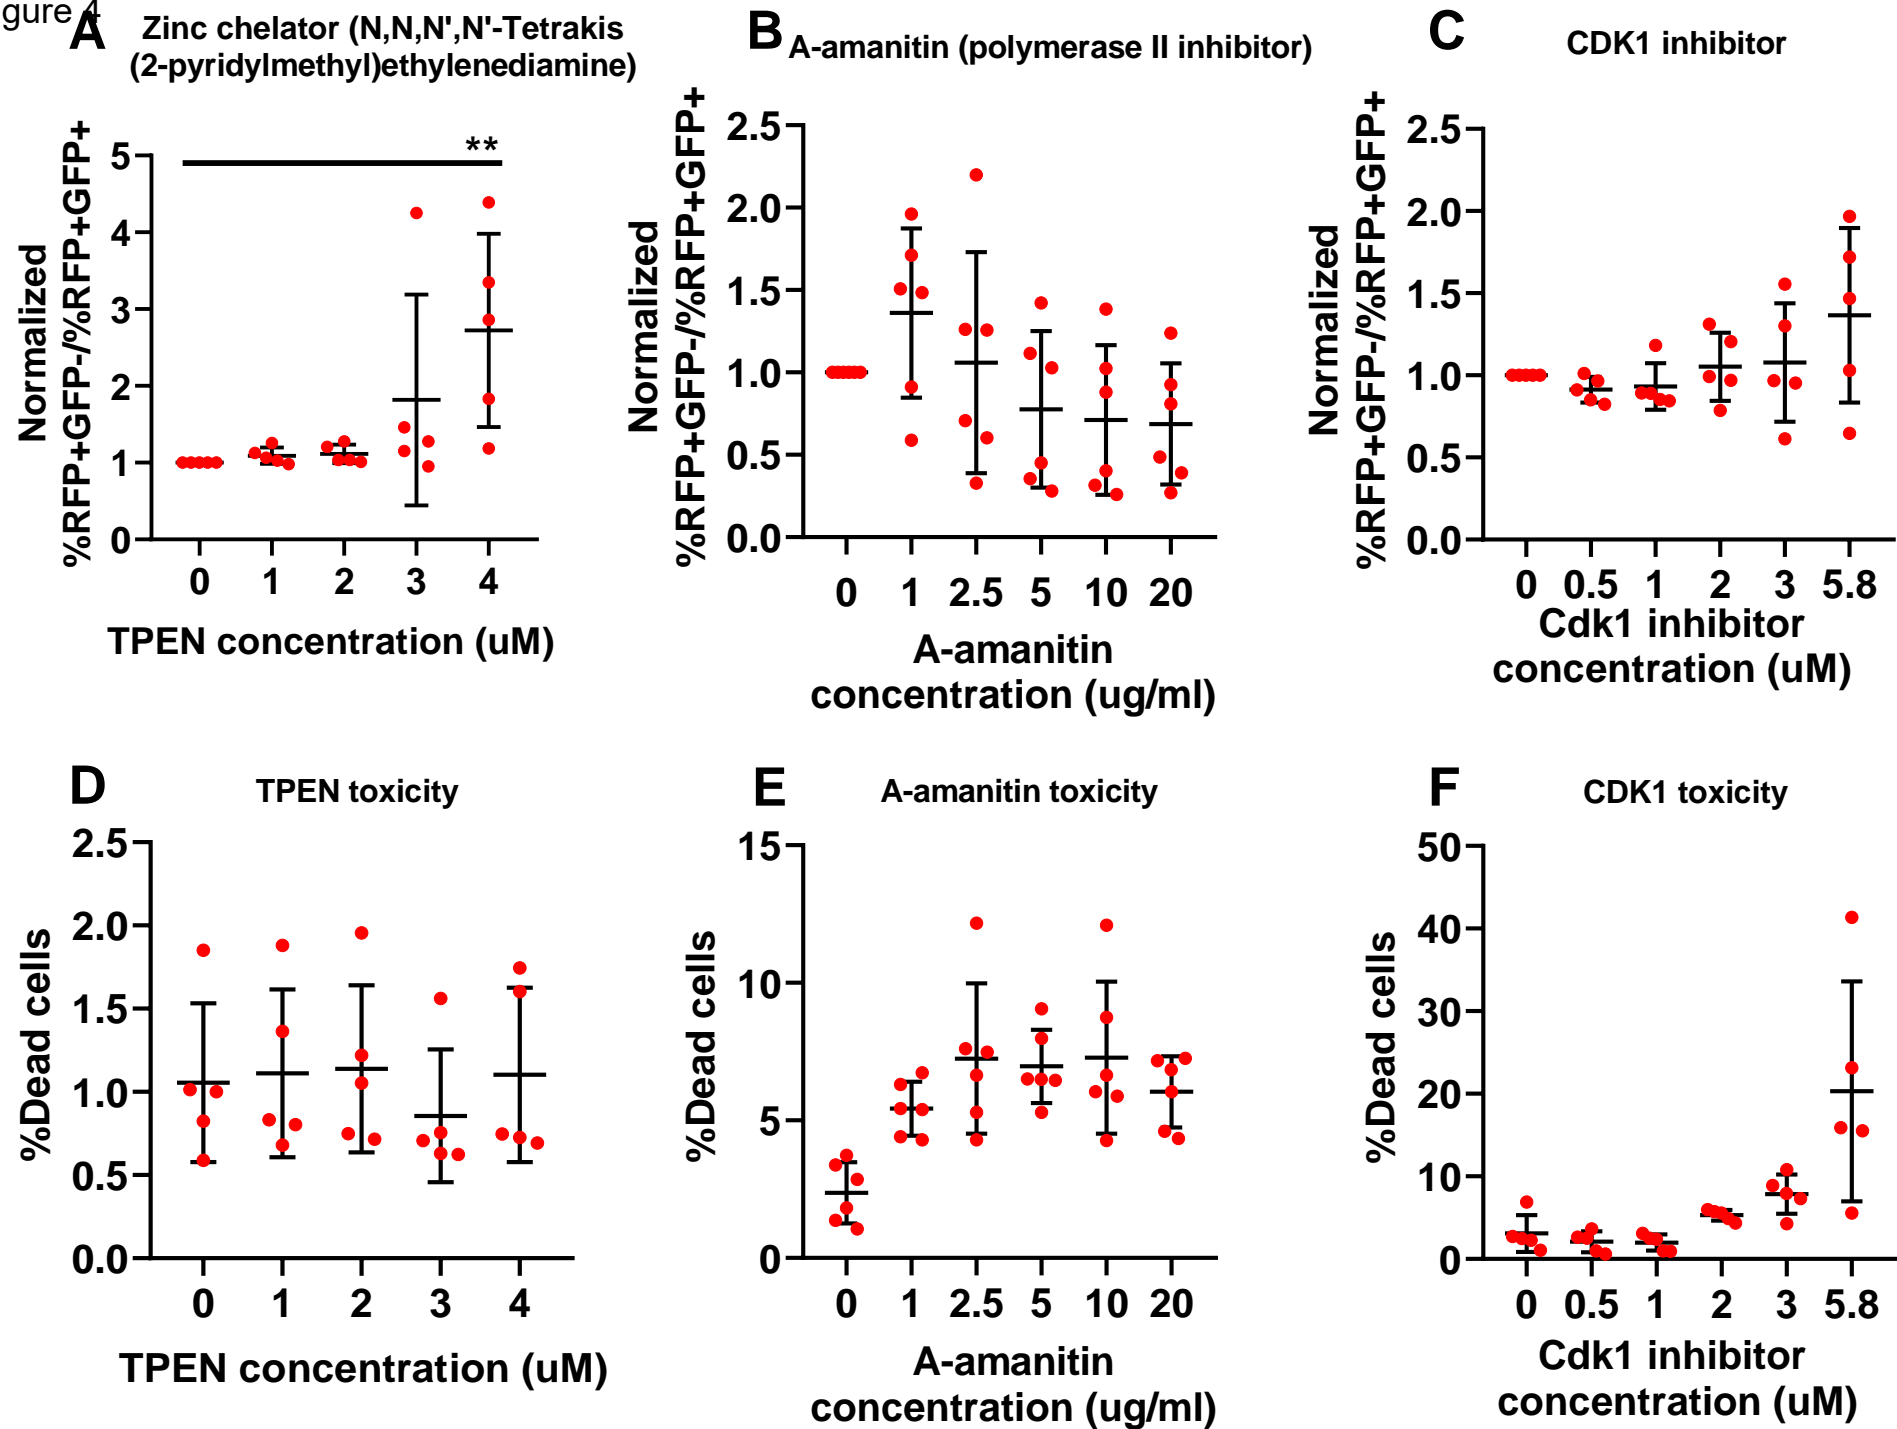 gure 4
A
Zinc chelator (N,N,N',N'-Tetrakis
(2-pyridylmethyl)ethylenediamine)
Normalized
%RFP+GFP-/%RFP+GFP+
5
4
3
2
1
0
**
0 1 2 3 4
TPEN concentration (uM)
B
A-amanitin (polymerase II inhibitor)
Normalized
%RFP+GFP-/%RFP+GFP+
2.5
2.0
1.5
1.0
0.5
0.0
0 1 2.5 5 10 20
A-amanitin
concentration (ug/ml)
C
CDK1 inhibitor
Normalized
%RFP+GFP-/%RFP+GFP+
2.5
2.0
1.5
1.0
0.5
0.0
0 0.5 1 2 3 5.8
Cdk1 inhibitor
concentration (uM)
D
TPEN toxicity
%Dead cells
2.5
2.0
1.5
1.0
0.5
0.0
0 1 2 3 4
TPEN concentration (uM)
E
A-amanitin toxicity
%Dead cells
15
10
5
0
0 1 2.5 5 10 20
A-amanitin
concentration (ug/ml)
F
CDK1 toxicity
%Dead cells
50
40
30
20
10
0
0 0.5 1 2 3 5.8
Cdk1 inhibitor
concentration (uM)